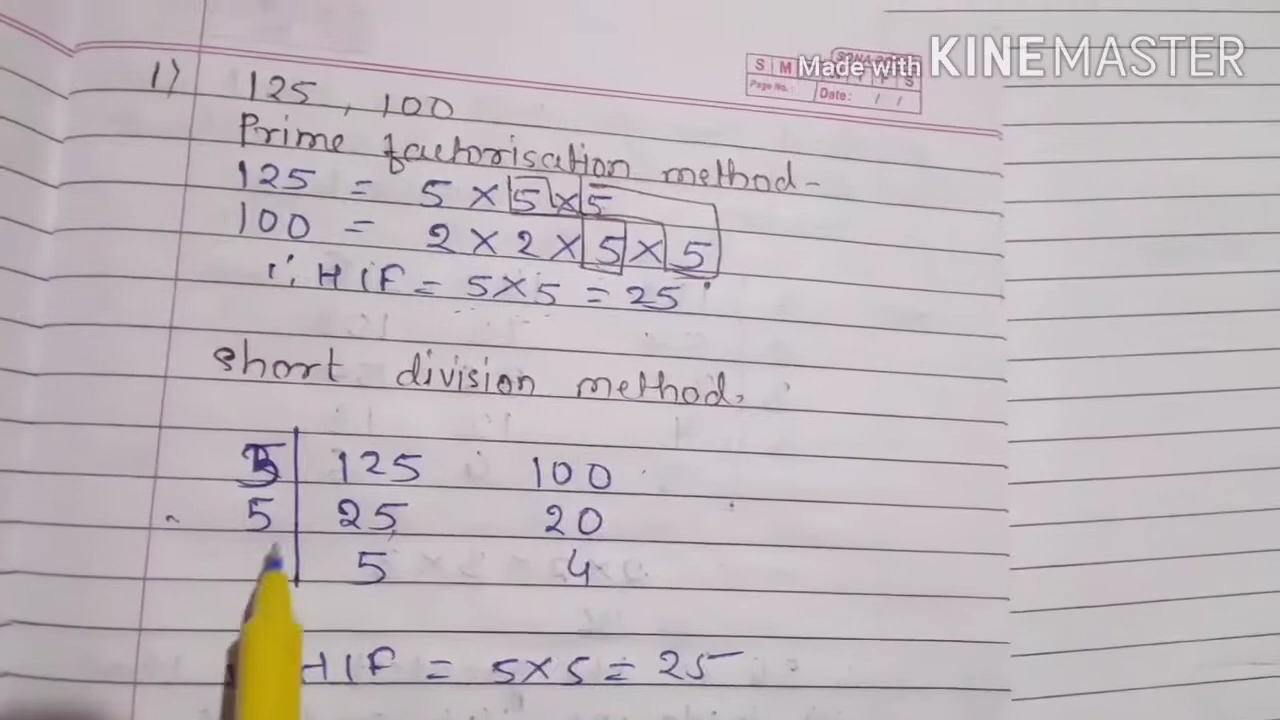 Made with KINEMASTER
S M
S
Page No.:
Date: / /
1) 125 , 100
Prime factorisation method-
125 = 5 × 5 × 5
100 = 2 × 2 × 5 × 5
∴ HCF = 5×5 = 25
Short division method.
5 | 125 100
5 | 25 20
| 5 4
HCF = 5×5 = 25